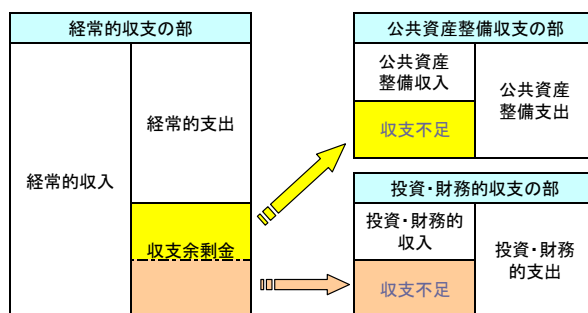 経常的収支の部
経常的収入
経常的支出
収支余剰金
公共資産整備収支の部
公共資産
整備収入
収支不足
公共資産
整備支出
投資・財務的収支の部
投資・財務的
収入
収支不足
投資・財務
的支出